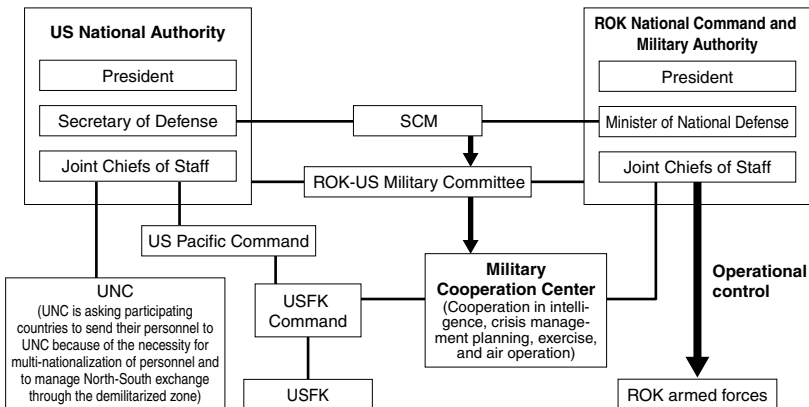 US National Authority
President
Secretary of Defense
Joint Chiefs of Staff
SCM
ROK-US Military Committee
ROK National Command and
Military Authority
President
Minister of National Defense
Joint Chiefs of Staff
US Pacific Command
UNC
(UNC is asking participating
countries to send their personnel to
UNC because of the necessity for
multi-nationalization of personnel and
to manage North-South exchange
through the demilitarized zone)
USFK
Command
USFK
Military
Cooperation Center
(Cooperation in intelli-
gence, crisis manage-
ment planning, exercise,
and air operation)
Operational
control
ROK armed forces